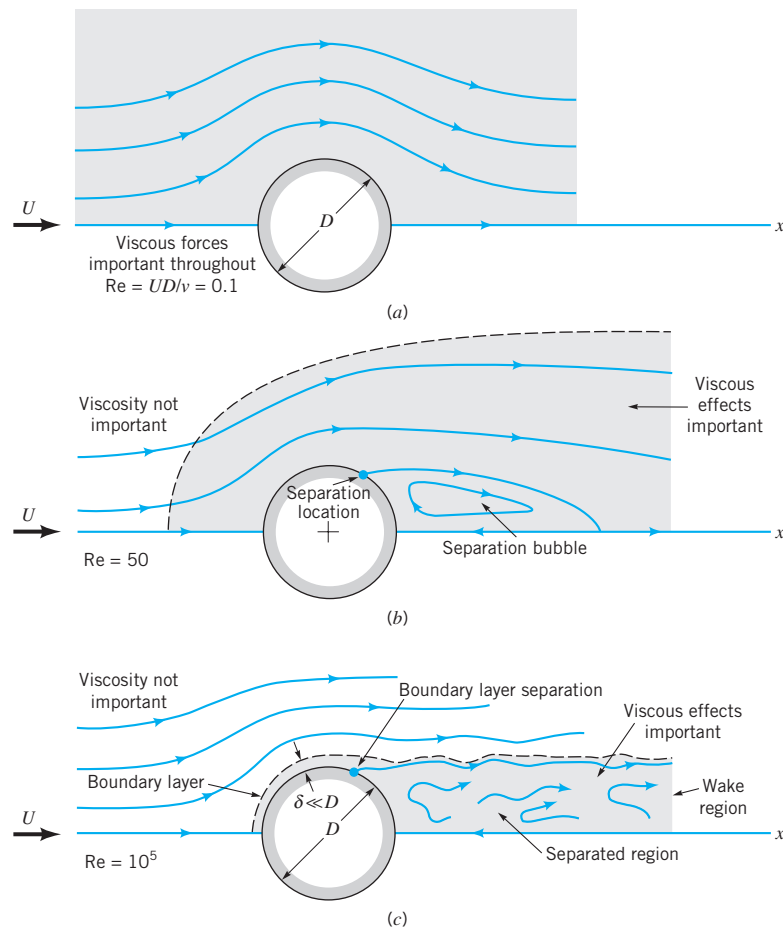 U
D
x
Viscous forces
important throughout
Re = UD/ν = 0.1
(a)
Viscosity not
important
Viscous
effects
important
Separation
location
U
x
Separation bubble
Re = 50
(b)
Viscosity not
important
Boundary layer separation
Viscous effects
important
Boundary layer
δ≪D
Wake
region
D
U
x
Separated region
Re = 10⁵
(c)